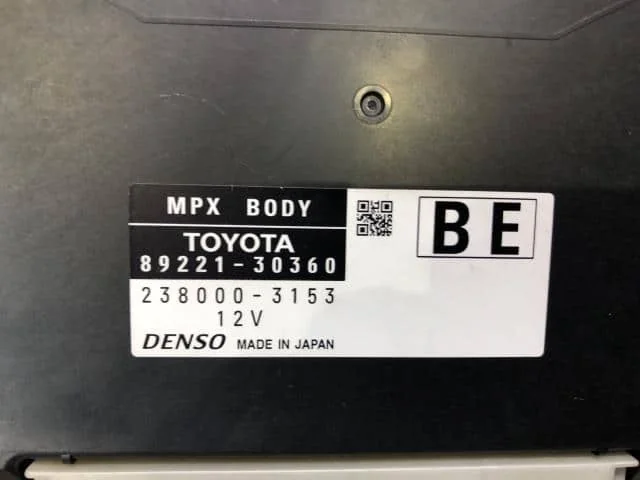 MPX BODY
TOYOTA
89221-30360
238000-3153
12V
DENSO MADE IN JAPAN
BE